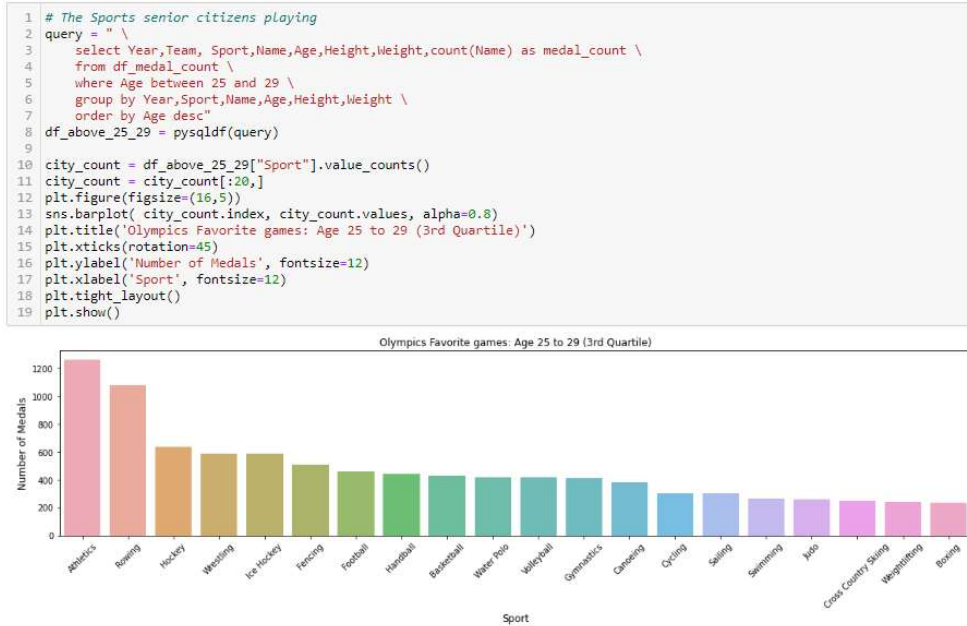 1 # The Sports senior citizens playing
2 query = " \
3 select Year,Team, Sport,Name,Age,Height,Weight,count(Name) as medal_count \
4 from df_medal_count \
5 where Age between 25 and 29 \
6 group by Year,Sport,Name,Age,Height,Weight \
7 order by Age desc"
8 df_above_25_29 = pysqldf(query)
9
10 city_count = df_above_25_29["Sport"].value_counts()
11 city_count = city_count[:20,]
12 plt.figure(figsize=(16,5))
13 sns.barplot( city_count.index, city_count.values, alpha=0.8)
14 plt.title('Olympics Favorite games: Age 25 to 29 (3rd Quartile)')
15 plt.xticks(rotation=45)
16 plt.ylabel('Number of Medals', fontsize=12)
17 plt.xlabel('Sport', fontsize=12)
18 plt.tight_layout()
19 plt.show()
Olympics Favorite games: Age 25 to 29 (3rd Quartile)
Number of Medals
1200
1000
800
600
400
200
0
Athletics
Rowing
Hockey
Wrestling
Ice Hockey
Fencing
Football
Handball
Basketball
Water Polo
Volleyball
Gymnastics
Canoeing
Cycling
Sailing
Swimming
Judo
Cross Country Skiing
Weightlifting
Boxing
Sport